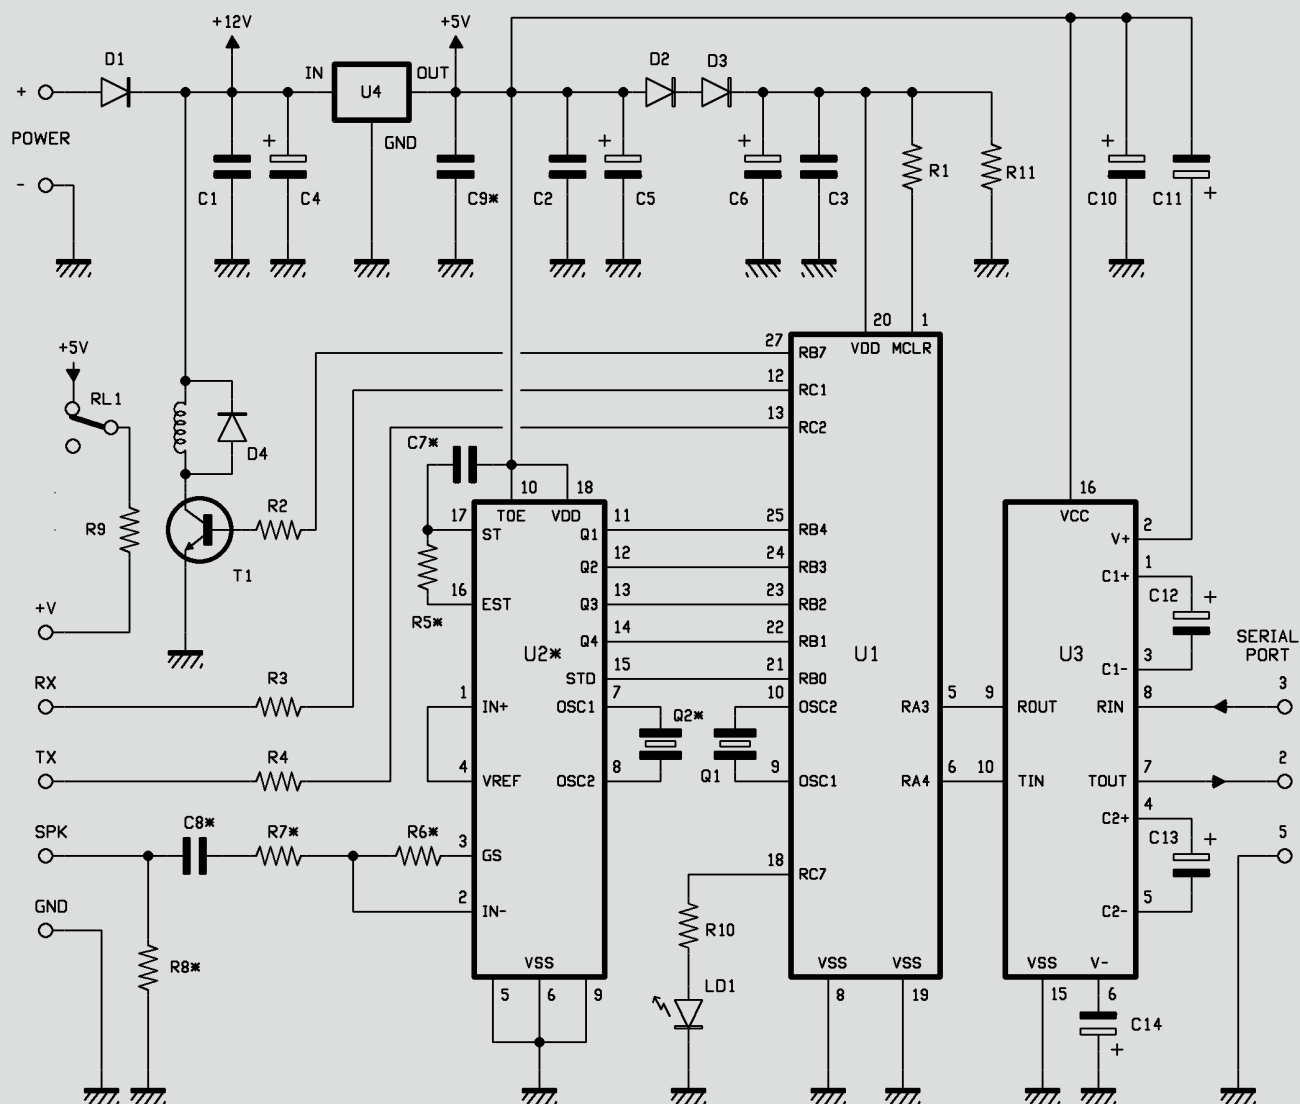 +12V
+5V
D1
IN
U4
OUT
D2
D3
+
POWER
-
GND
+
+
+
+
+
C1
C4
C9*
C2
C5
C6
C3
R1
R11
C10
C11
+5V
RL1
D4
27
RB7
12
RC1
13
RC2
20
1
VDD
MCLR
C7*
10
18
TOE
VDD
16
VCC
R9
R2
T1
17
ST
Q1
11
25
RB4
2
V+
Q2
12
24
RB3
1
C1+
C12
+
16
EST
R5*
Q3
13
23
RB2
+V
Q4
14
22
RB1
U2*
U1
U3
3
C1-
STD
15
21
RB0
SERIAL
PORT
RX
R3
1
IN+
OSC1
7
Q2*
10
OSC2
RA3
5
9
ROUT
RIN
8
3
TX
R4
4
VREF
OSC2
8
Q1
9
OSC1
RA4
6
10
TIN
TOUT
7
2
SPK
C8*
R7*
R6*
3
GS
4
C2+
C13
+
5
18
RC7
GND
2
IN-
5
C2-
R8*
R10
VSS
VSS
VSS
VSS
V-
5
6
9
LD1
8
19
15
6
C14
+